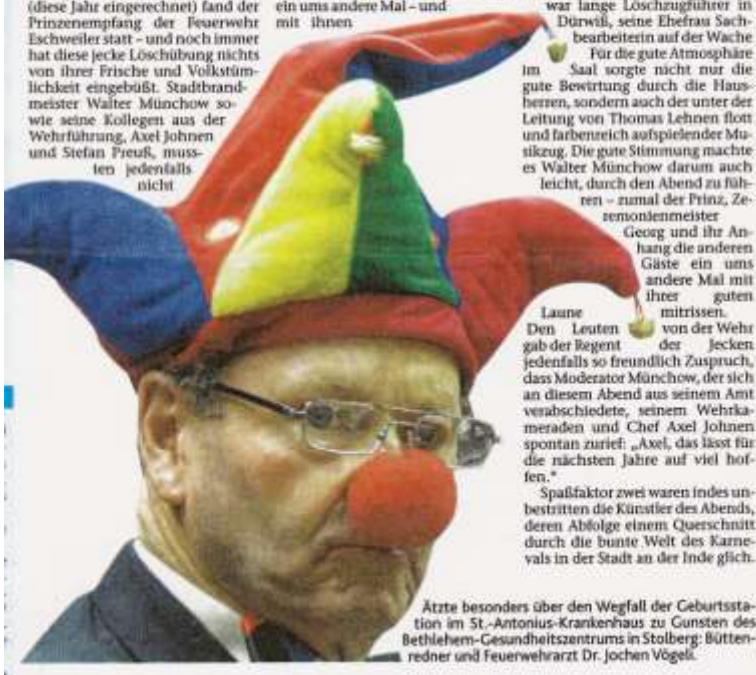 (diese Jahr eingerechnet) fand der
Prinzenempfang der Feuerwehr
Eschweiler statt – und noch immer
hat diese jecke Löschübung nichts
von ihrer Frische und Volkstüm-
lichkeit eingebüßt. Stadtbrand-
meister Walter Münchow so-
wie seine Kollegen aus der
Wehrführung, Axel Johnen
und Stefan Preuß, muss-
ten jedenfalls
nicht
ein ums andere Mal – und
mit ihnen
war lange Löschzugführer in
Dürwiß, seine Ehefrau Sach-
bearbeiterin auf der Wache
Für die gute Atmosphäre
im Saal sorgte nicht nur die
gute Bewirtung durch die Haus-
herren, sondern auch der unter der
Leitung von Thomas Lehnen flott
und farbenreich aufspielender Mu-
sikzug. Die gute Stimmung machte
es Walter Münchow darum auch
leicht, durch den Abend zu füh-
ren – zumal der Prinz, Ze-
remonienmeister
Georg und ihr An-
hang die anderen
Gäste ein ums
andere Mal mit
ihrer guten
Laune mitrissen.
Den Leuten von der Wehr
gab der Regent der Jecken
jedenfalls so freundlich Zuspruch,
dass Moderator Münchow, der sich
an diesem Abend aus seinem Amt
verabschiedete, seinem Wehrka-
meraden und Chef Axel Johnen
spontan zurief: „Axel, das lässt für
die nächsten Jahre auf viel hof-
fen."
Spaßfaktor zwei waren indes un-
bestritten die Künstler des Abends,
deren Abfolge einem Querschnitt
durch die bunte Welt des Karne-
vals in der Stadt an der Inde glich.
Ätzte besonders über den Wegfall der Geburtssta-
tion im St.-Antonius-Krankenhaus zu Gunsten des
Bethlehem-Gesundheitszentrums in Stolberg: Bütten-
redner und Feuerwehrarzt Dr. Jochen Vögeli.